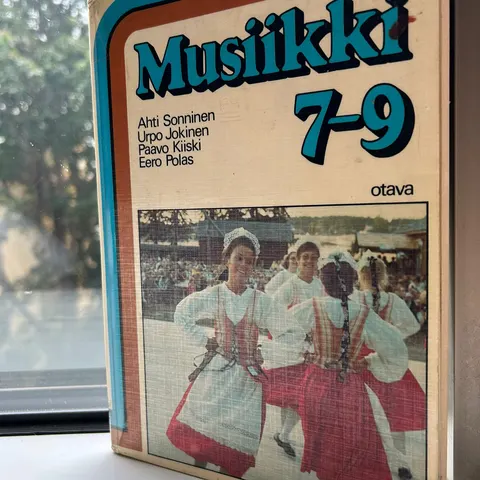 Musiikki
7-9
Ahti Sonninen
Urpo Jokinen
Paavo Kiiski
Eero Polas
otava